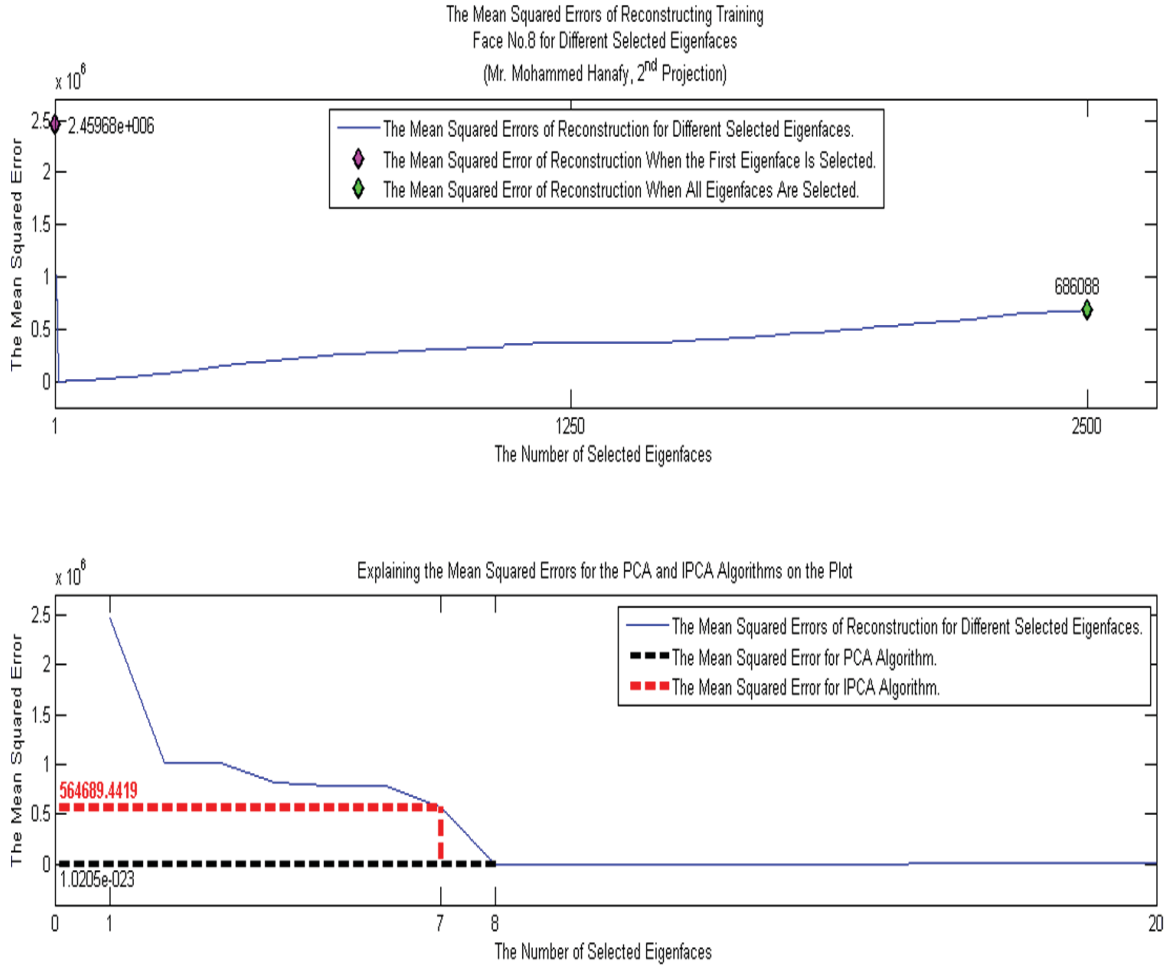 The Mean Squared Errors of Reconstructing Training
Face No.8 for Different Selected Eigenfaces
(Mr. Mohammed Hanafy, 2nd Projection)
x 10^6
2.5
2
1.5
1
0.5
0
The Mean Squared Error
2.45968e+006
The Mean Squared Errors of Reconstruction for Different Selected Eigenfaces.
The Mean Squared Error of Reconstruction When the First Eigenface Is Selected.
The Mean Squared Error of Reconstruction When All Eigenfaces Are Selected.
686088
1
1250
2500
The Number of Selected Eigenfaces
Explaining the Mean Squared Errors for the PCA and IPCA Algorithms on the Plot
x 10^6
2.5
2
1.5
1
0.5
0
The Mean Squared Error
The Mean Squared Errors of Reconstruction for Different Selected Eigenfaces.
The Mean Squared Error for PCA Algorithm.
The Mean Squared Error for IPCA Algorithm.
564689.4419
1.0205e-023
0
1
7
8
20
The Number of Selected Eigenfaces